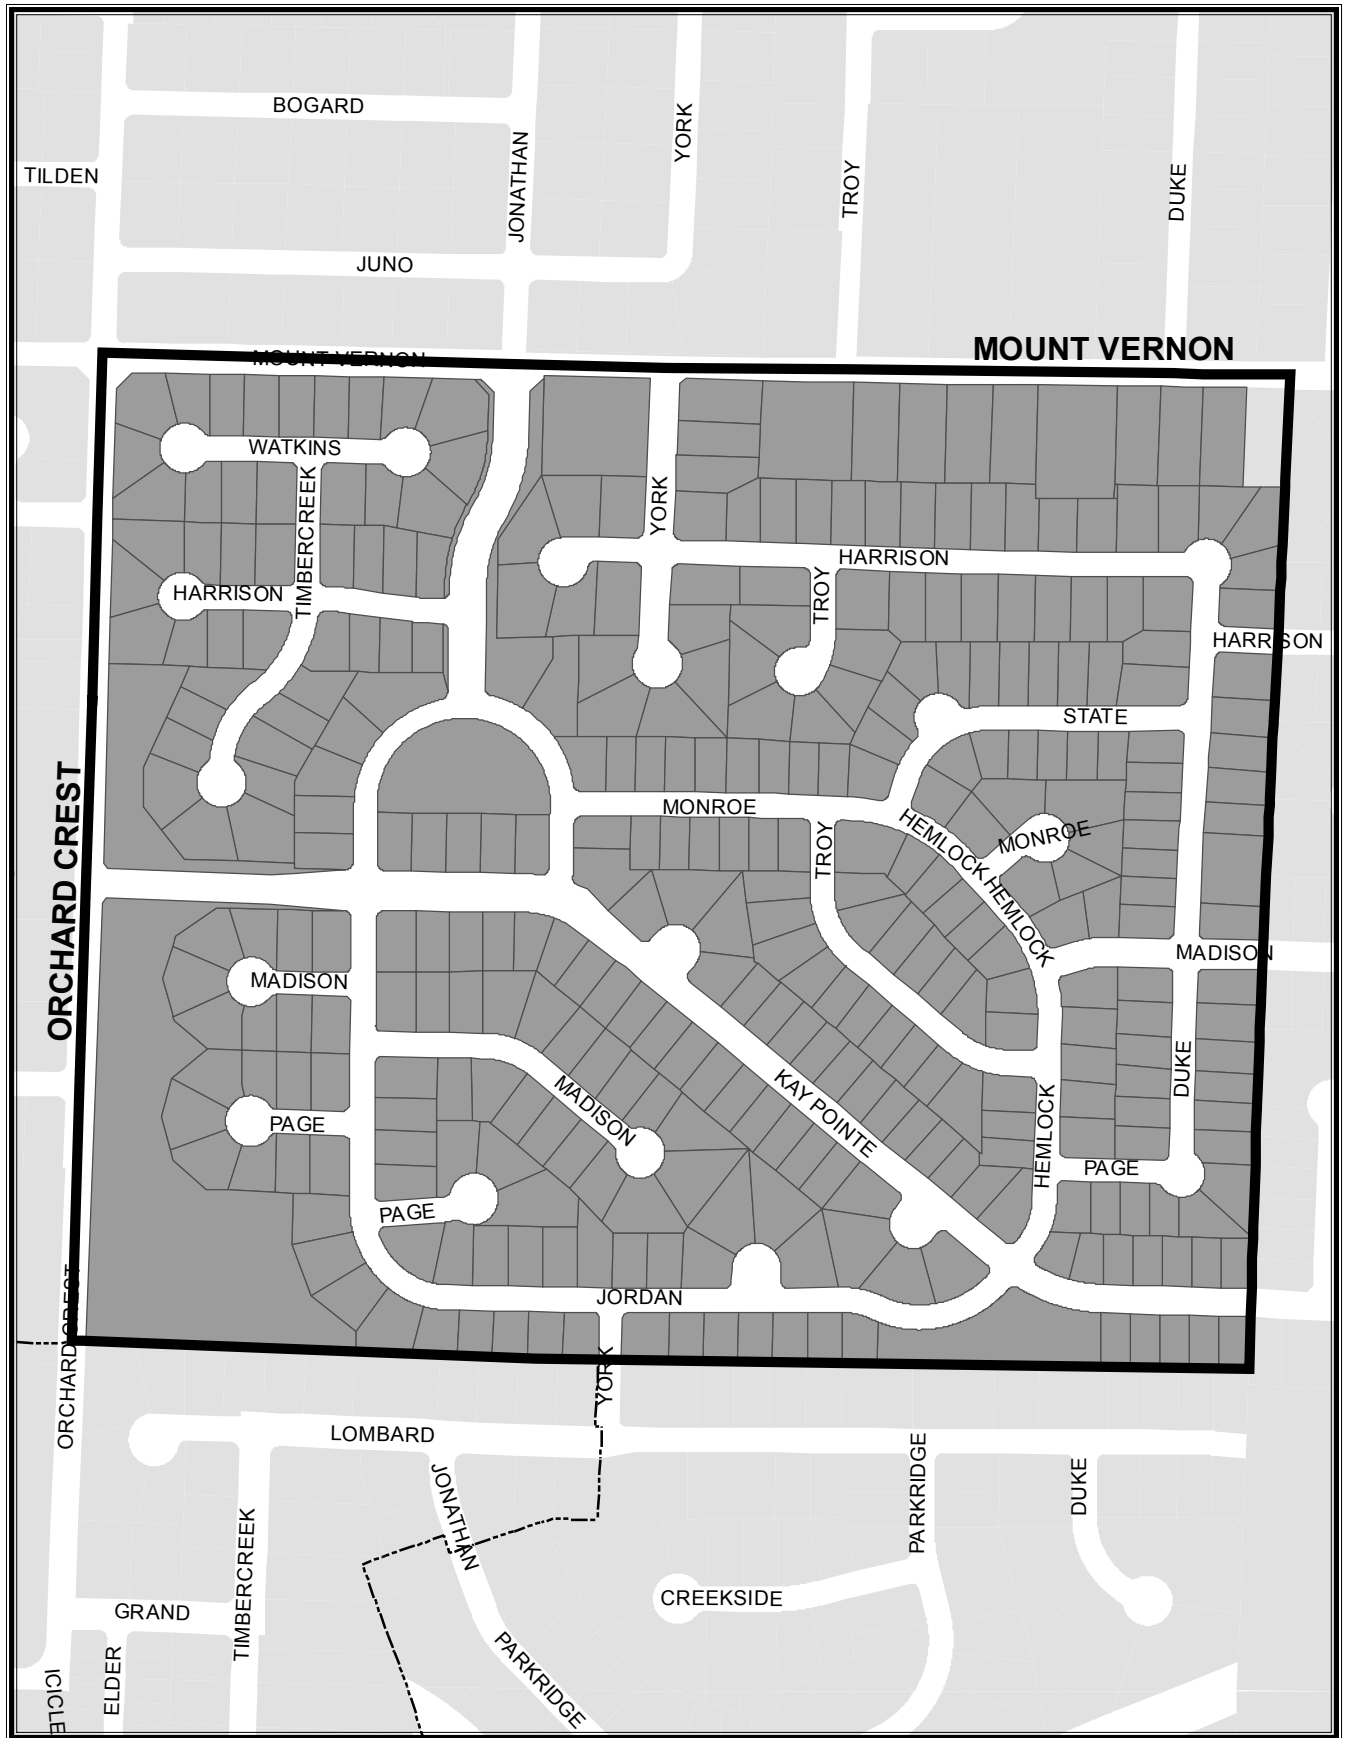 BOGARD
YORK
JONATHAN
TILDEN
TROY
DUKE
JUNO
MOUNT VERNON
MOUNT VERNON
WATKINS
TIMBERCREEK
YORK
HARRISON
TROY
HARRISON
HARRISON
STATE
ORCHARD CREST
MONROE
HEMLOCK
MONROE
TROY
HEMLOCK
MADISON
MADISON
DUKE
MADISON
KAY POINTE
HEMLOCK
PAGE
PAGE
PAGE
JORDAN
ORCHARD CREST
YORK
LOMBARD
JONATHAN
PARKRIDGE
DUKE
TIMBERCREEK
CREEKSIDE
GRAND
ELDER
PARKRIDGE
ICICLE